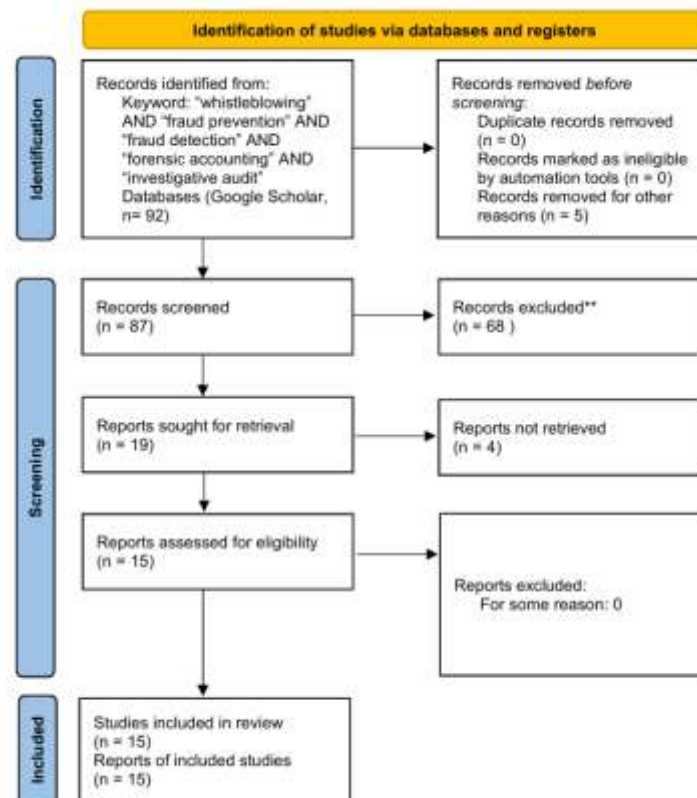 Identification of studies via databases and registers
Identification
Records identified from:
Keyword: “whistleblowing”
AND “fraud prevention” AND
“fraud detection” AND
“forensic accounting” AND
“investigative audit”
Databases (Google Scholar,
n= 92)
Records removed before
screening:
Duplicate records removed
(n = 0)
Records marked as ineligible
by automation tools (n = 0)
Records removed for other
reasons (n = 5)
Screening
Records screened
(n = 87)
Records excluded**
(n = 68 )
Reports sought for retrieval
(n = 19)
Reports not retrieved
(n = 4)
Reports assessed for eligibility
(n = 15)
Reports excluded:
For some reason: 0
Included
Studies included in review
(n = 15)
Reports of included studies
(n = 15)